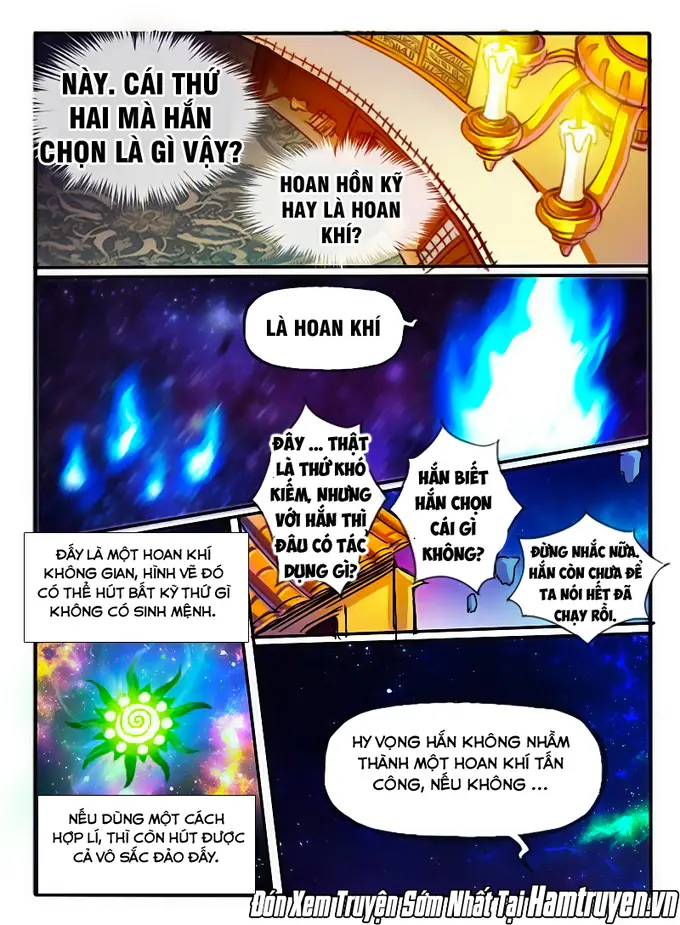 NÀY. CÁI THỨ
HAI MÀ HẮN
CHỌN LÀ GÌ VẬY?
HOAN HỒN KỸ
HAY LÀ HOAN
KHÍ?
LÀ HOAN KHÍ
ĐÂY ... THẬT
LÀ THỨ KHÓ
KIẾM, NHƯNG
VỚI HẮN THÌ
ĐÂU CÓ TÁC
DỤNG GÌ?
HẮN BIẾT
HẮN CHỌN
CÁI GÌ
KHÔNG?
ĐỪNG NHẮC NỮA.
HẮN CÒN CHƯA ĐỂ
TA NÓI HẾT ĐÃ
CHẠY RỒI.
ĐẤY LÀ MỘT HOAN KHÍ
KHÔNG GIAN, HÌNH VẼ ĐÓ
CÓ THỂ HÚT BẤT KỲ THỨ GÌ
KHÔNG CÓ SINH MỆNH.
HY VỌNG HẮN KHÔNG NHẦM
THÀNH MỘT HOAN KHÍ TẤN
CÔNG, NẾU KHÔNG ...
NẾU DÙNG MỘT CÁCH
HỢP LÍ, THÌ CÒN HÚT ĐƯỢC
CẢ VÔ SẮC ĐẢO ĐẤY.
Đón Xem Truyện Sớm Nhất Tại Hamtruyen.vn